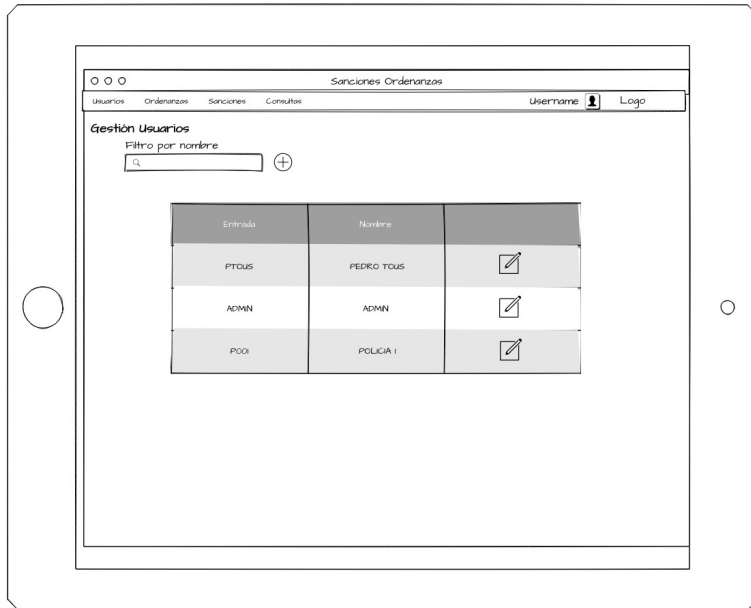 Sanciones Ordenanzas
Usuarios Ordenanzas Sanciones Consultas Username Logo
Gestión Usuarios
Filtro por nombre
Entrada Nombre
PTOUS PEDRO TOUS
ADMIN ADMIN
P001 POLICIA 1